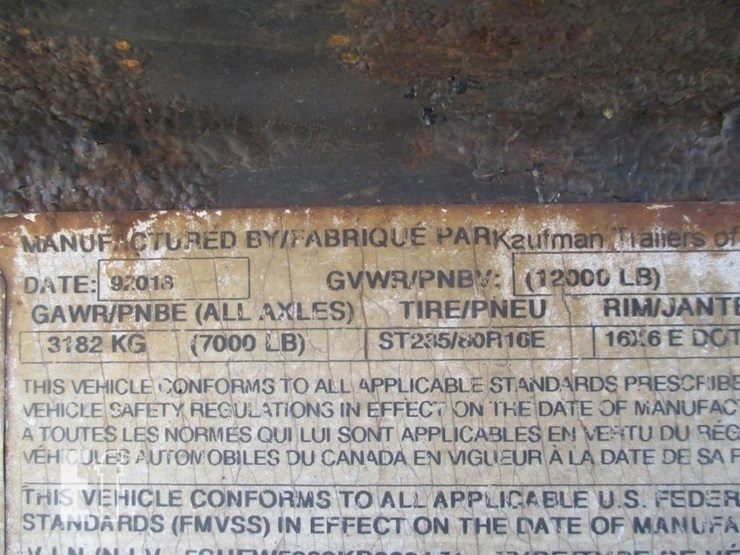 MANUFACTURED BY/FABRIQUÉ PAR Kaufman Trailers of
DATE: 92018 GVWR/PNBV: (12000 LB)
GAWR/PNBE (ALL AXLES) TIRE/PNEU RIM/JANTE
3182 KG (7000 LB) ST235/80R16E 16X6 E DOT
THIS VEHICLE CONFORMS TO ALL APPLICABLE STANDARDS PRESCRIBE
VEHICLE SAFETY REGULATIONS IN EFFECT ON THE DATE OF MANUFAC
A TOUTES LES NORMES QUI LUI SONT APPLICABLES EN VERTU DU RÉG
VÉHICULES AUTOMOBILES DU CANADA EN VIGUEUR À LA DATE DE SA F
THIS VEHICLE CONFORMS TO ALL APPLICABLE U.S. FEDER
STANDARDS (FMVSS) IN EFFECT ON THE DATE OF MANUFA